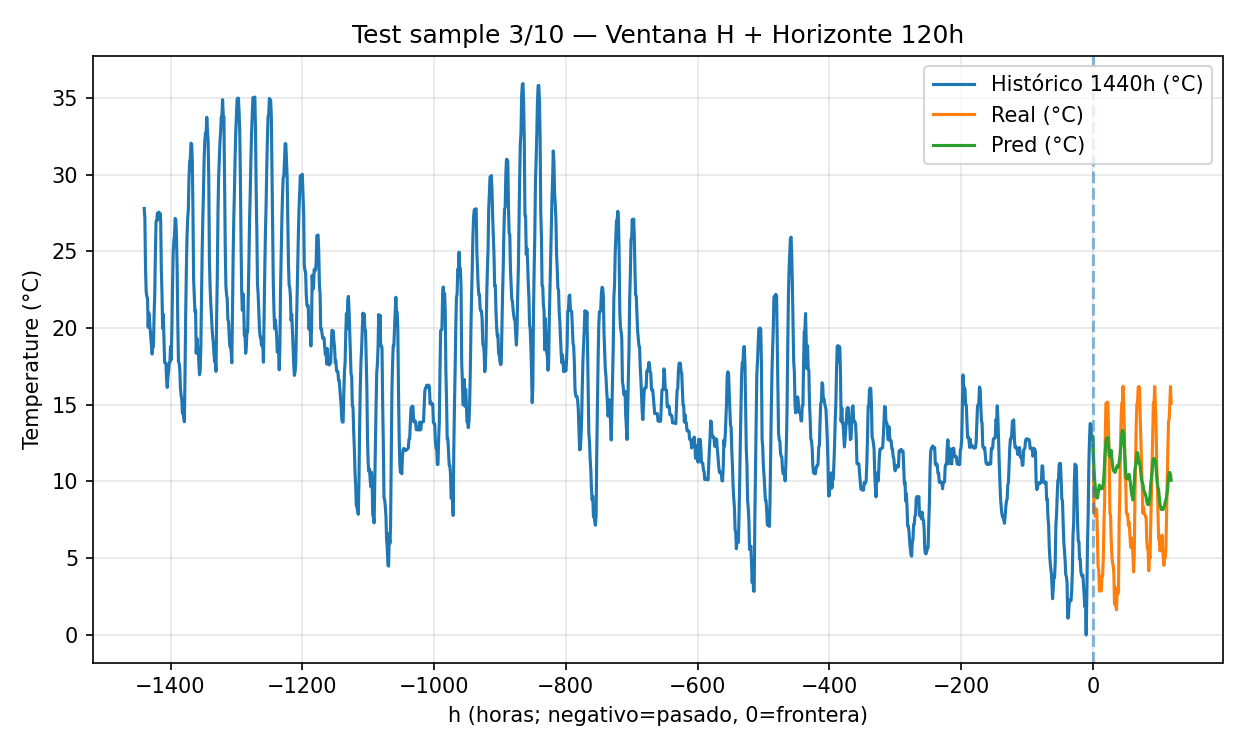 Test sample 3/10 — Ventana H + Horizonte 120h
Histórico 1440h (°C)
Real (°C)
Pred (°C)
Temperature (°C)
35
30
25
20
15
10
5
0
−1400 −1200 −1000 −800 −600 −400 −200 0
h (horas; negativo=pasado, 0=frontera)